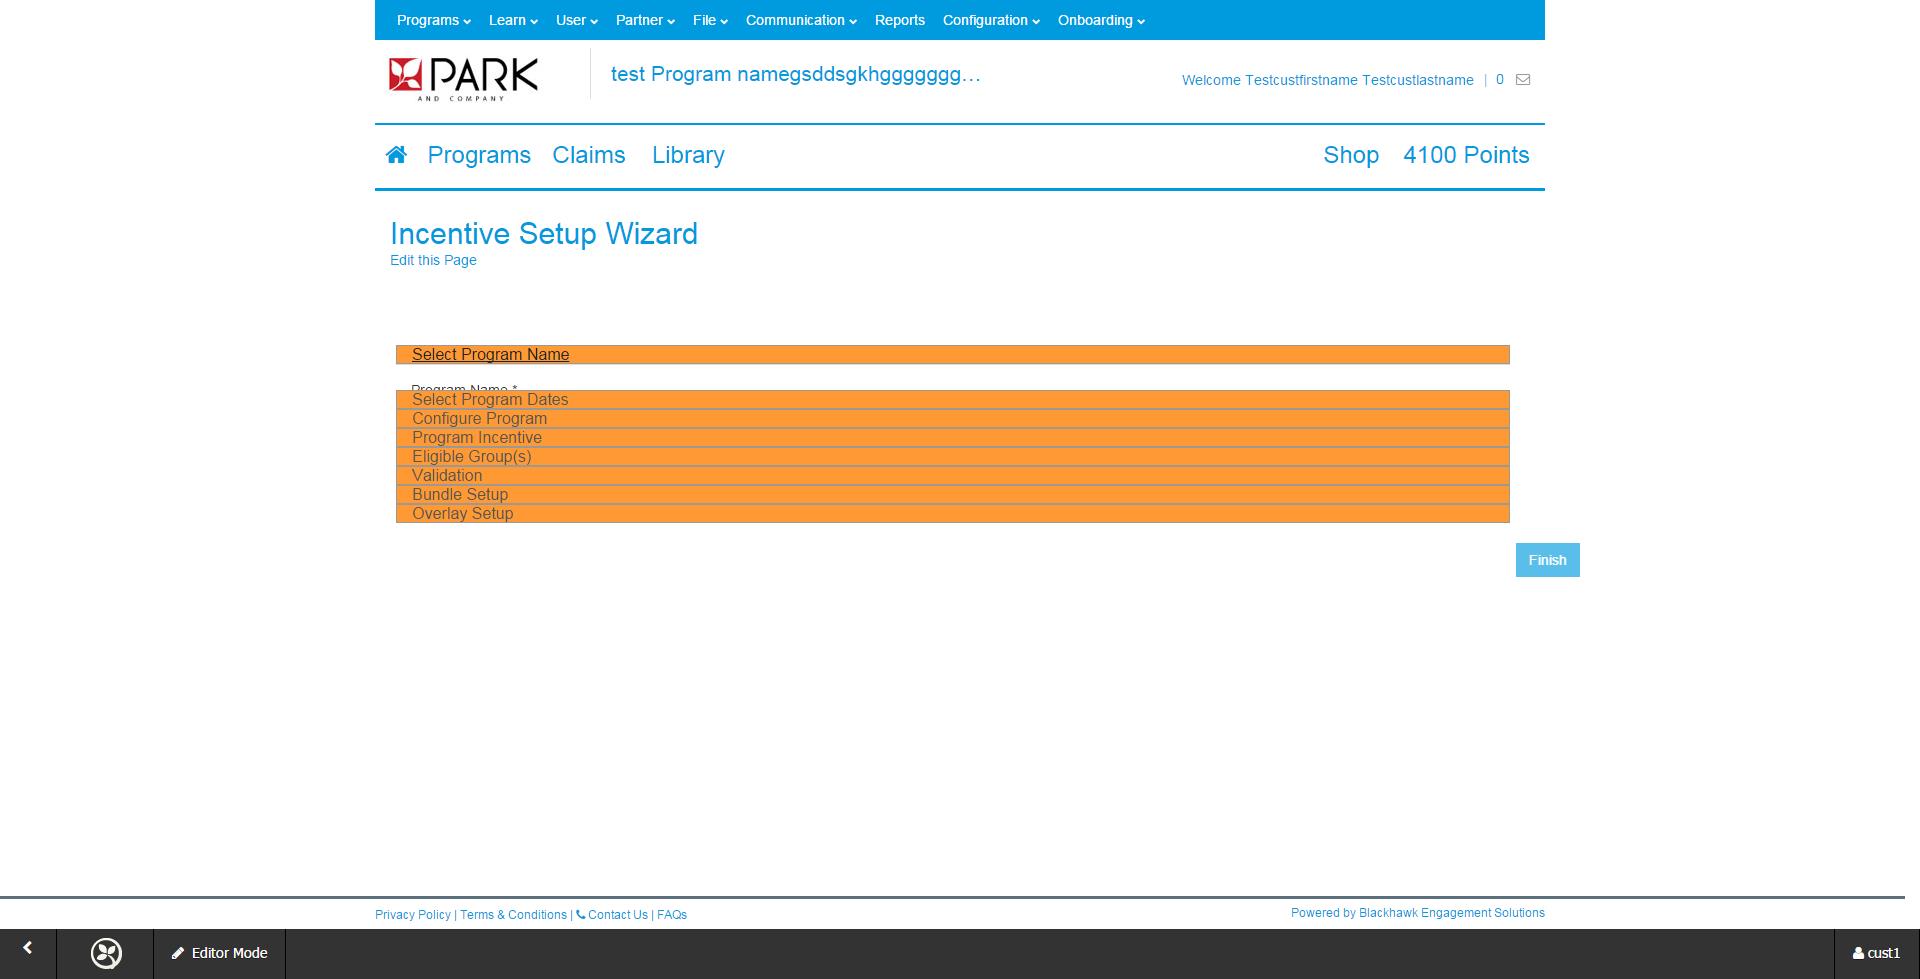 Programs Learn User Partner File Communication Reports Configuration Onboarding
PARK
AND COMPANY
test Program namegsddsgkhggggggg...
Welcome Testcustfirstname Testcustlastname | 0
Programs Claims Library Shop 4100 Points
Incentive Setup Wizard
Edit this Page
Select Program Name
Program Name *
Select Program Dates
Configure Program
Program Incentive
Eligible Group(s)
Validation
Bundle Setup
Overlay Setup
Finish
Privacy Policy | Terms & Conditions | Contact Us | FAQs
Powered by Blackhawk Engagement Solutions
Editor Mode
cust1